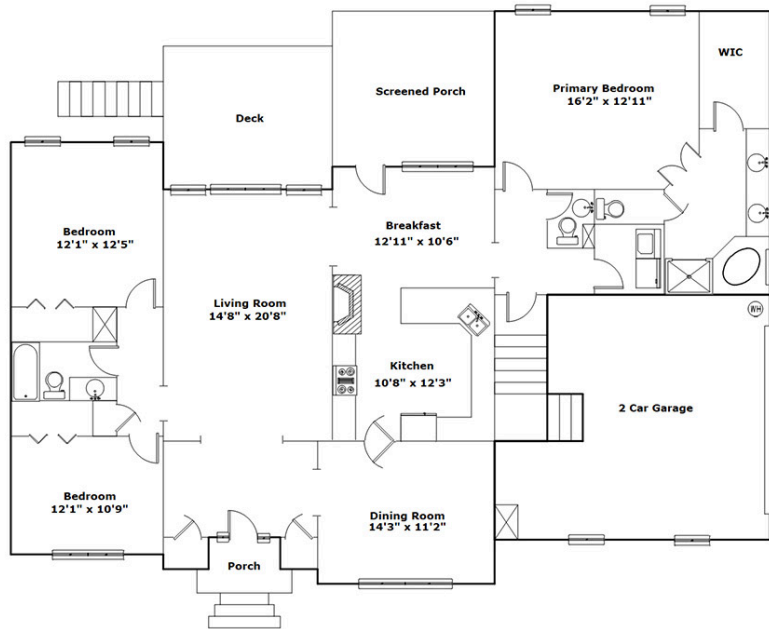 WIC
Primary Bedroom
16'2" x 12'11"
Screened Porch
Deck
Bedroom
12'1" x 12'5"
Breakfast
12'11" x 10'6"
Living Room
14'8" x 20'8"
WH
Kitchen
10'8" x 12'3"
2 Car Garage
Bedroom
12'1" x 10'9"
Dining Room
14'3" x 11'2"
Porch